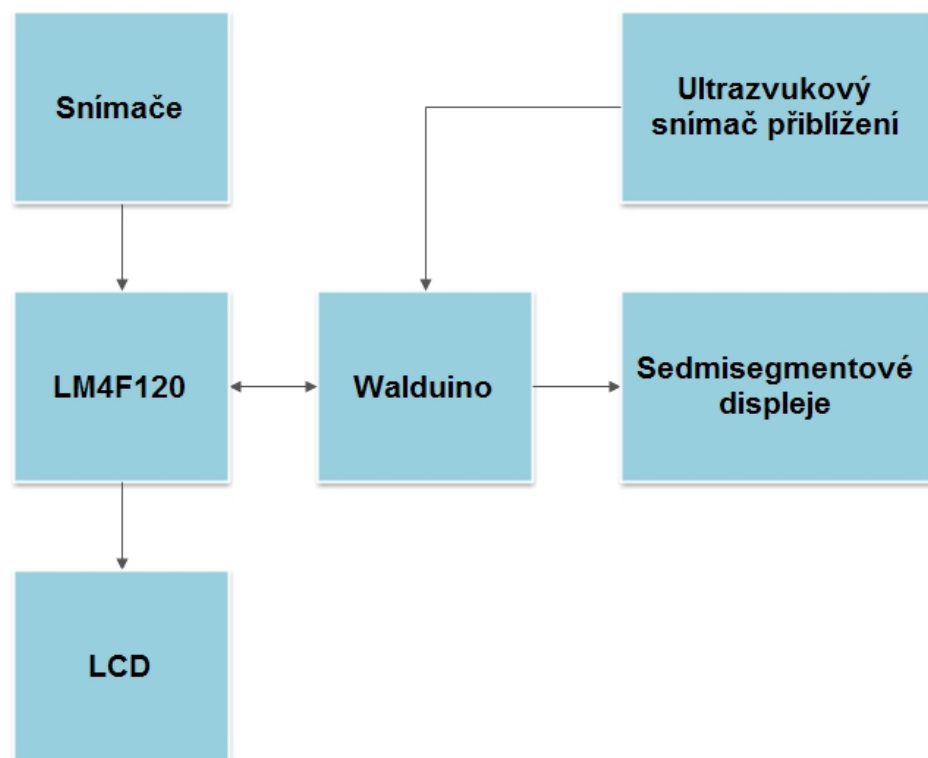 Snímače
Ultrazvukový
snímač přiblížení
LM4F120
Walduino
Sedmisegmentové
displeje
LCD